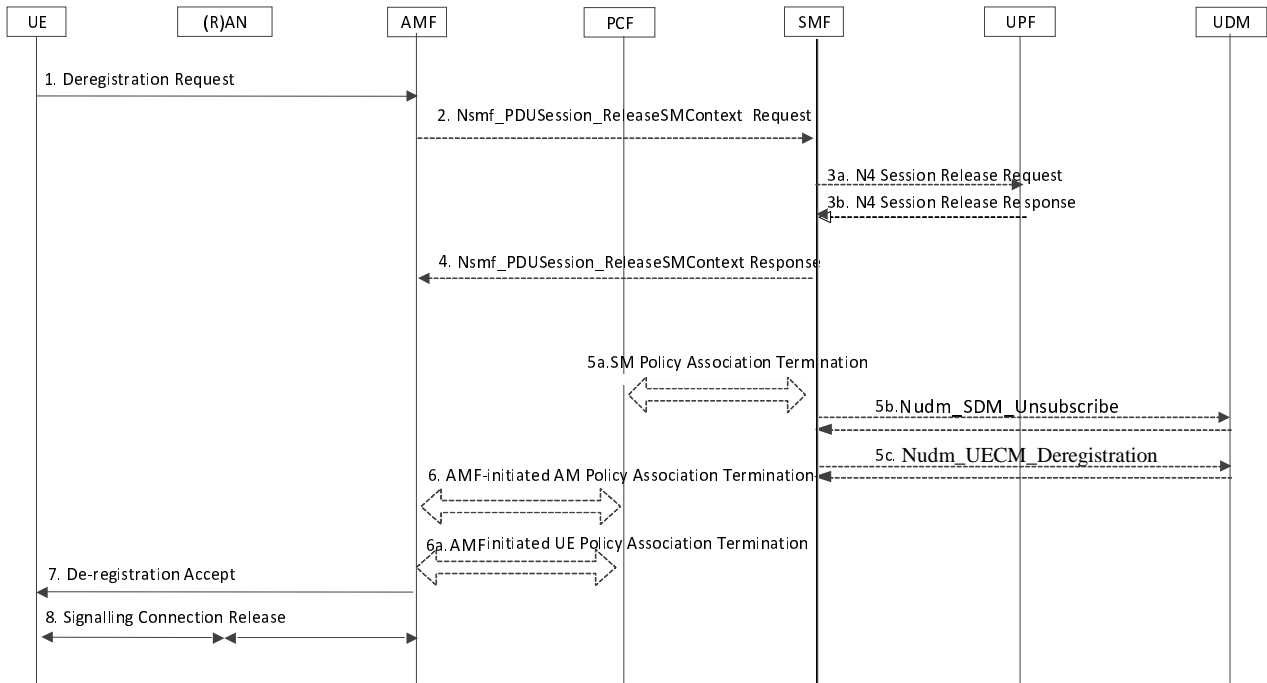 UE
(R)AN
AMF
PCF
SMF
UPF
UDM
1. Deregistration Request
2. Nsmf_PDUSession_ReleaseSMContext Request
3a. N4 Session Release Request
3b. N4 Session Release Response
4. Nsmf_PDUSession_ReleaseSMContext Response
5a.SM Policy Association Termination
5b.Nudm_SDM_Unsubscribe
5c. Nudm_UECM_Deregistration
6. AMF-initiated AM Policy Association Termination
6a.AMFinitiated UE Policy Association Termination
7. De-registration Accept
8. Signalling Connection Release